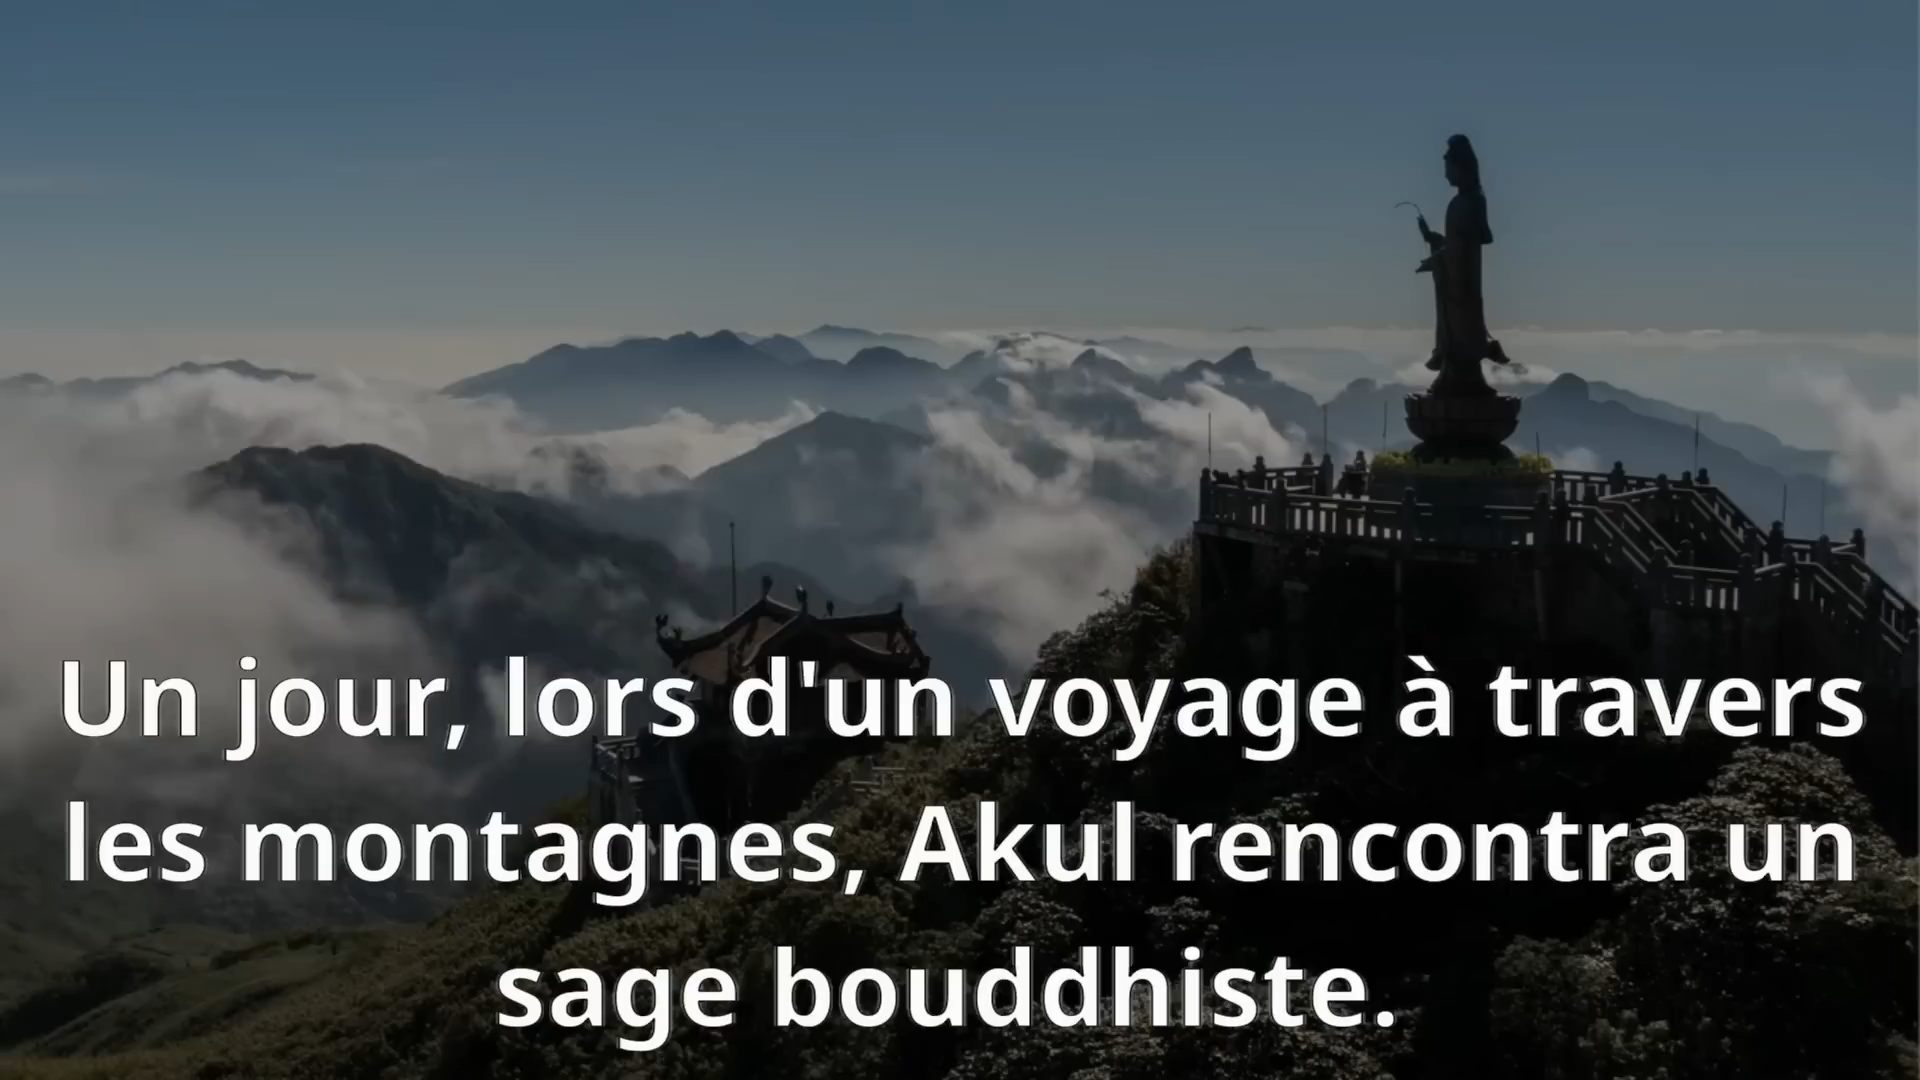 Un jour, lors d'un voyage à travers
les montagnes, Akul rencontra un
sage bouddhiste.